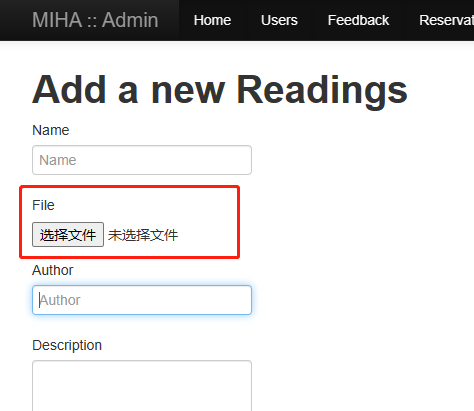 MIHA :: Admin Home Users Feedback Reservat
Add a new Readings
Name
Name
File
选择文件 未选择文件
Author
Author
Description